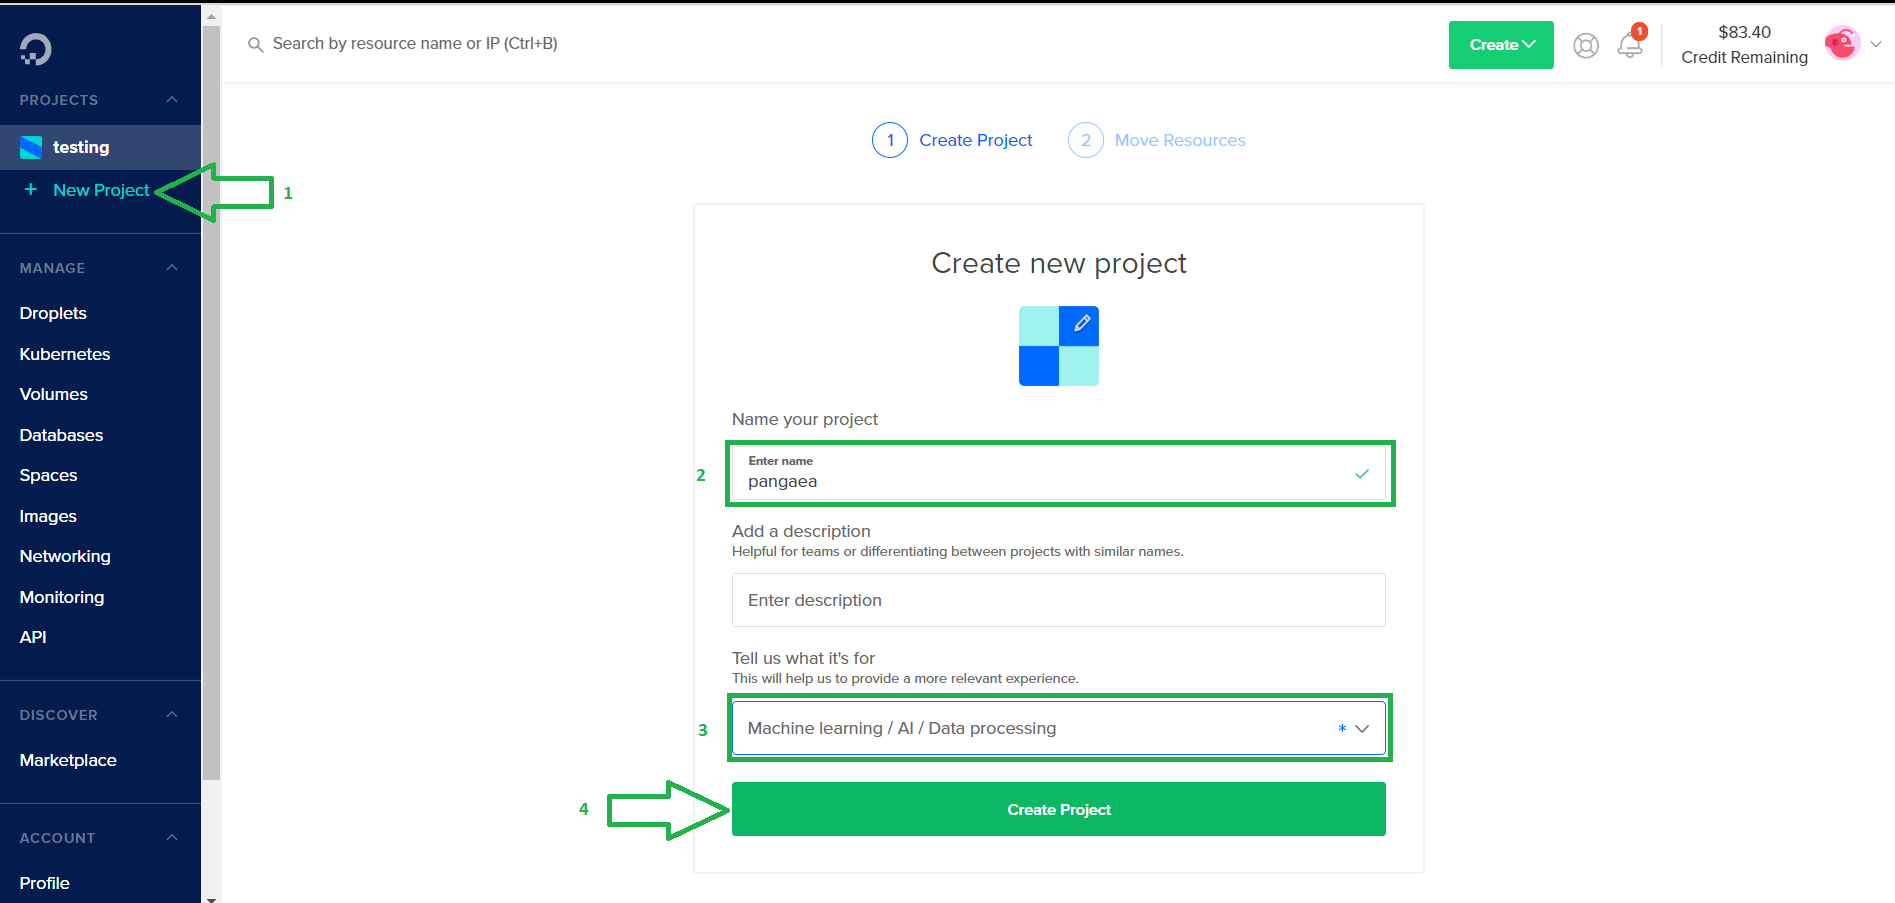 Search by resource name or IP (Ctrl+B)
Create
1
$83.40
Credit Remaining
PROJECTS
testing
+ New Project
1
MANAGE
Droplets
Kubernetes
Volumes
Databases
Spaces
Images
Networking
Monitoring
API
DISCOVER
Marketplace
ACCOUNT
Profile
1 Create Project
2 Move Resources
Create new project
Name your project
2
Enter name
pangaea
Add a description
Helpful for teams or differentiating between projects with similar names.
Enter description
Tell us what it's for
This will help us to provide a more relevant experience.
3
Machine learning / AI / Data processing *
4
Create Project